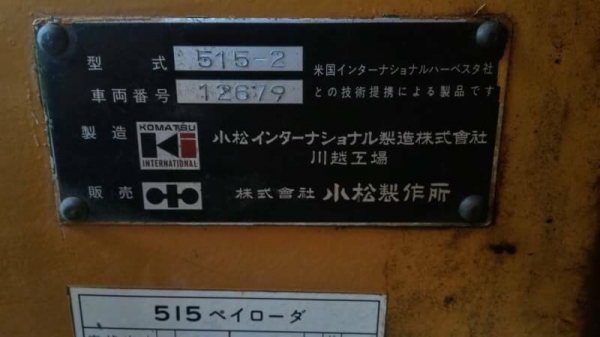 型式 515-2
米国インターナショナルハーベスタ社
車両番号 12679
との技術提携による製品です
製造 KOMATSU INTERNATIONAL 小松インターナショナル製造株式會社
川越工場
販売 株式會社 小松製作所
515ペイローダ